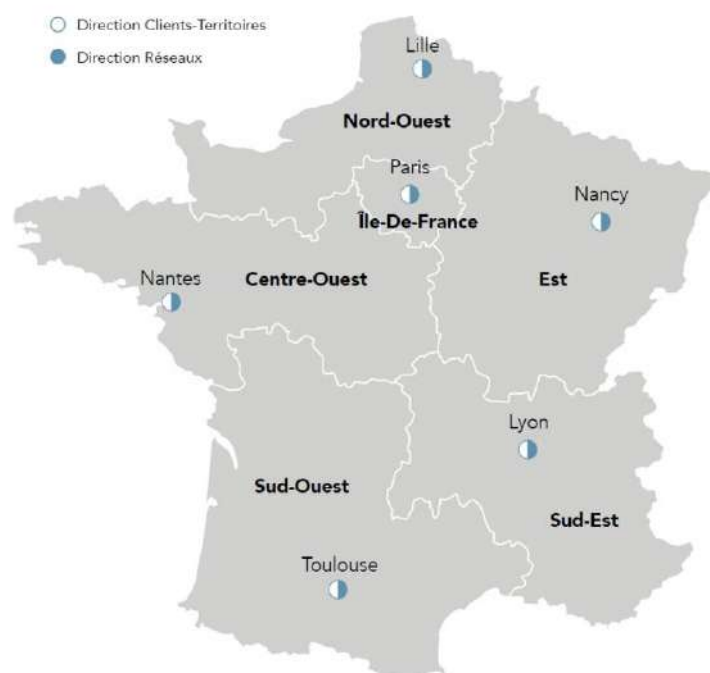 Direction Clients-Territoires
Direction Réseaux
Lille
Nord-Ouest
Paris
Île-De-France
Nancy
Nantes
Centre-Ouest
Est
Lyon
Sud-Ouest
Sud-Est
Toulouse